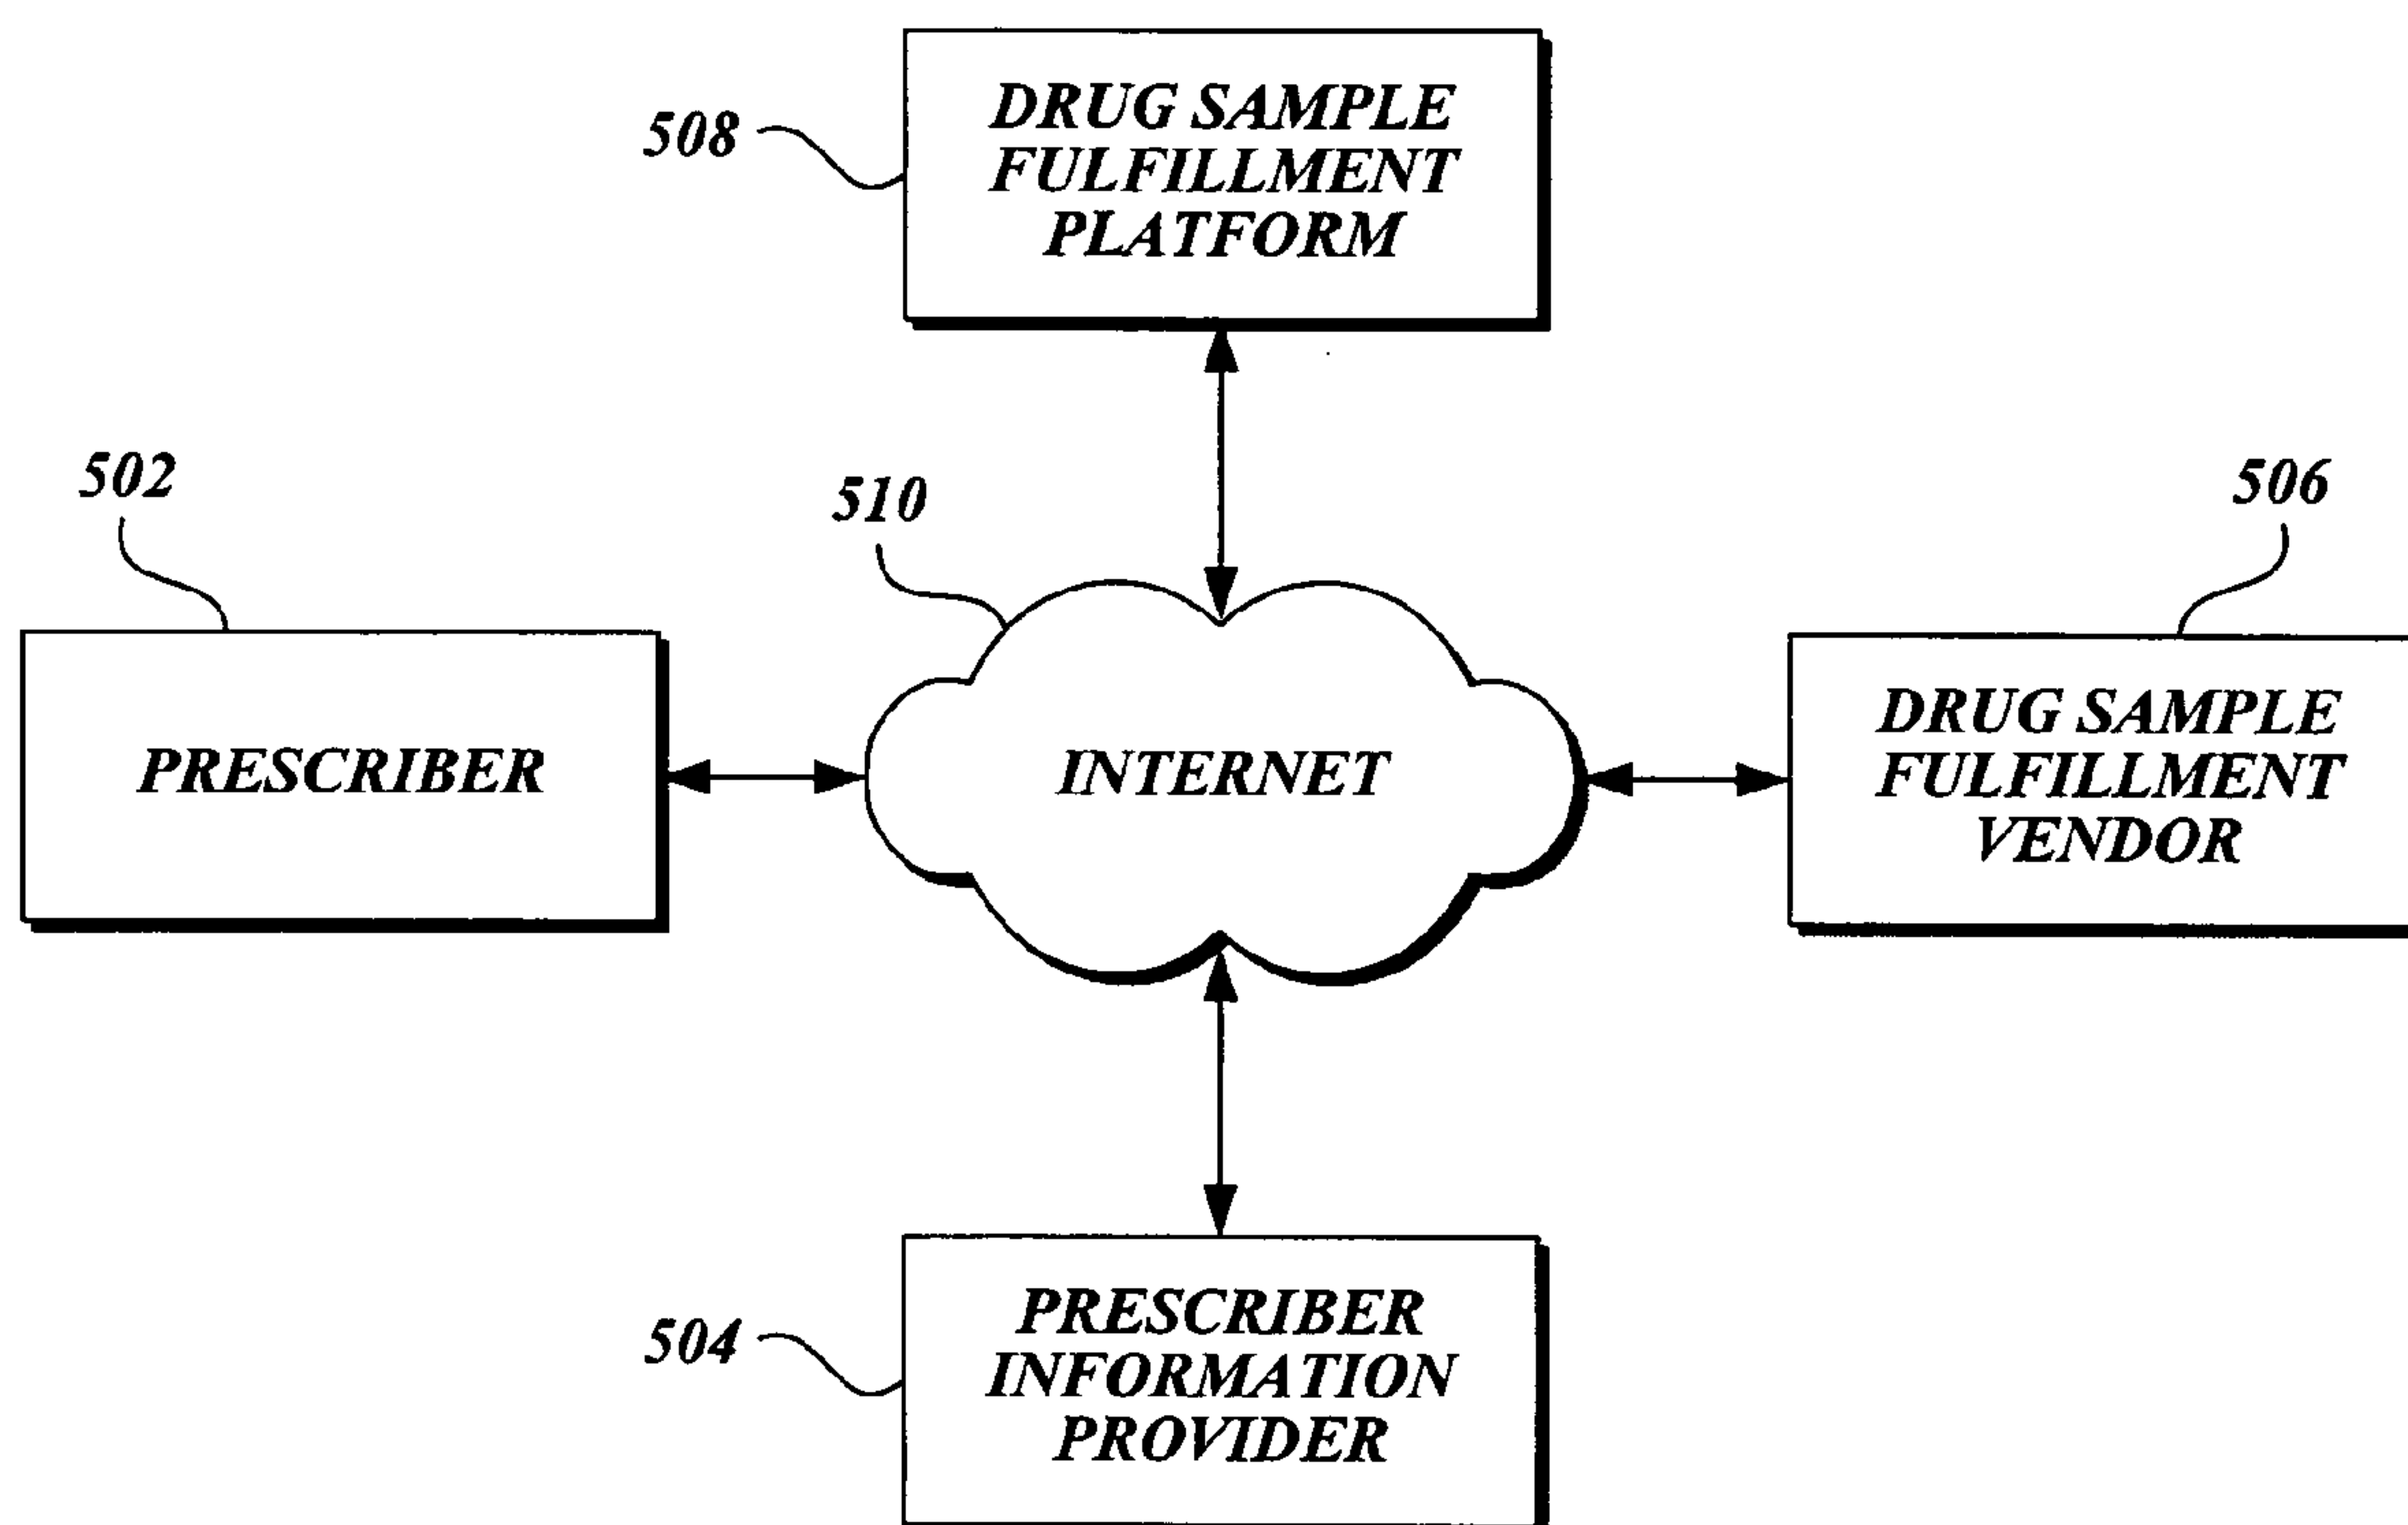 508
DRUG SAMPLE
FULFILLMENT
PLATFORM
502
510
506
PRESCRIBER
INTERNET
DRUG SAMPLE
FULFILLMENT
VENDOR
504
PRESCRIBER
INFORMATION
PROVIDER